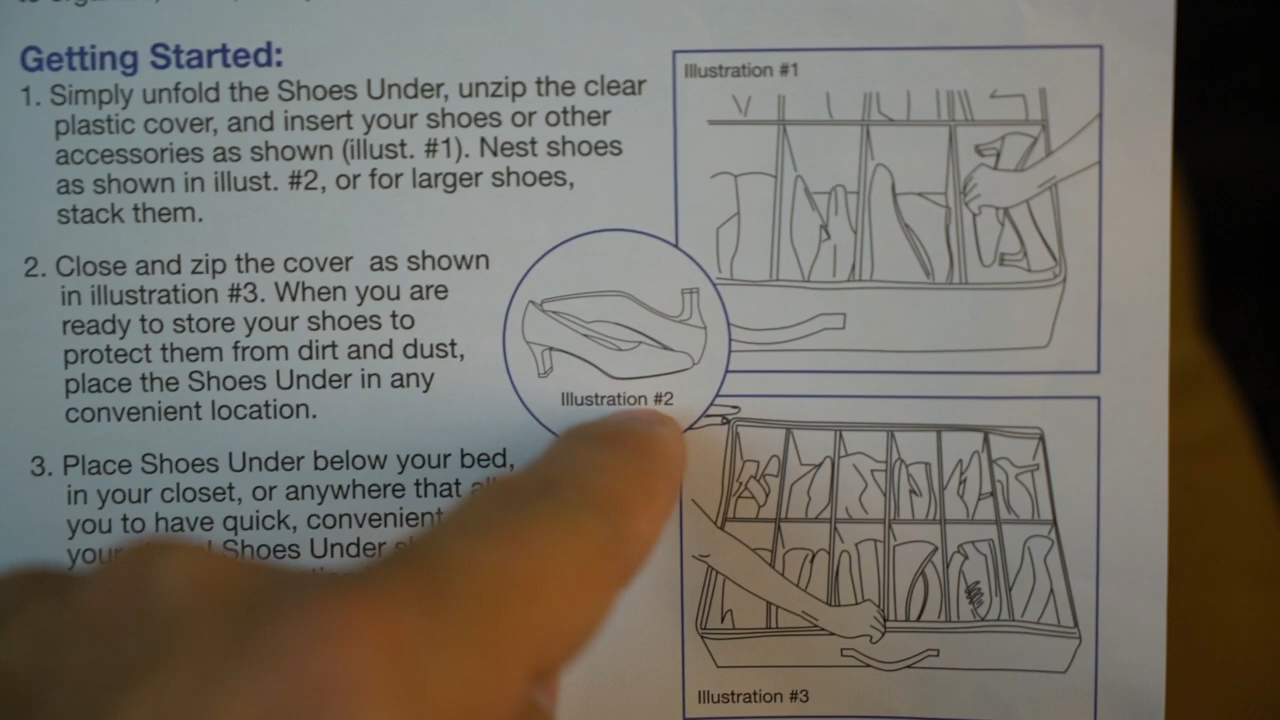 Getting Started:
1. Simply unfold the Shoes Under, unzip the clear
plastic cover, and insert your shoes or other
accessories as shown (illust. #1). Nest shoes
as shown in illust. #2, or for larger shoes,
stack them.
2. Close and zip the cover as shown
in illustration #3. When you are
ready to store your shoes to
protect them from dirt and dust,
place the Shoes Under in any
convenient location.
3. Place Shoes Under below your bed,
in your closet, or anywhere that
you to have quick, convenient
Shoes Under
Illustration #1
Illustration #2
Illustration #3